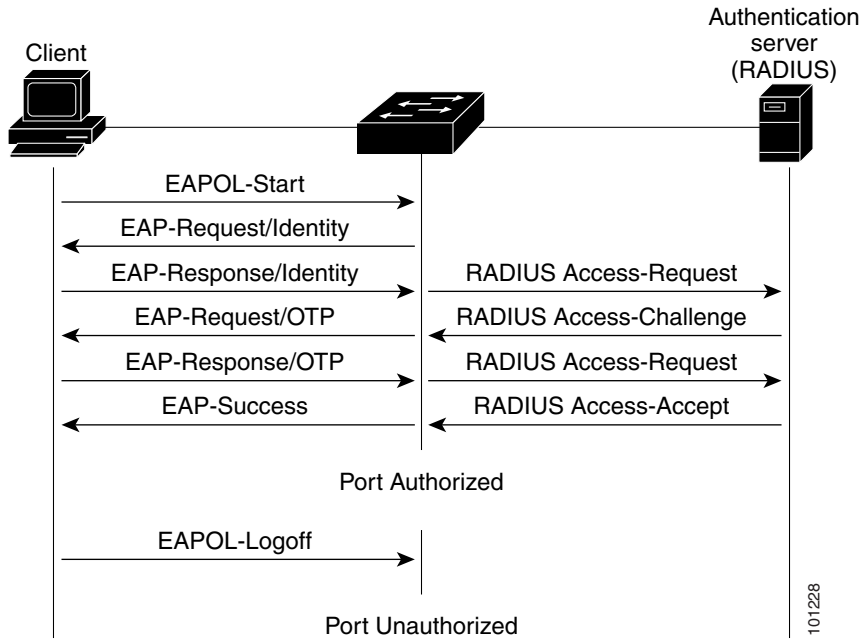 Client
Authentication
server
(RADIUS)
EAPOL-Start
EAP-Request/Identity
EAP-Response/Identity
RADIUS Access-Request
EAP-Request/OTP
RADIUS Access-Challenge
EAP-Response/OTP
RADIUS Access-Request
EAP-Success
RADIUS Access-Accept
Port Authorized
EAPOL-Logoff
Port Unauthorized
101228